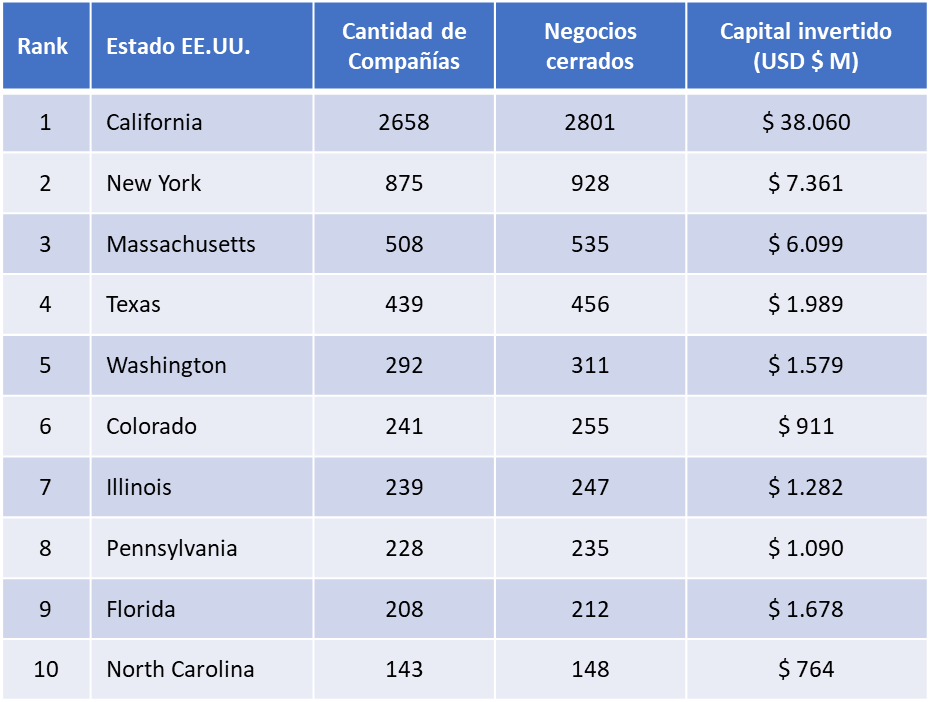 Rank Estado EE.UU. Cantidad de Compañías Negocios cerrados Capital invertido (USD $ M)
1 California 2658 2801 $ 38.060
2 New York 875 928 $ 7.361
3 Massachusetts 508 535 $ 6.099
4 Texas 439 456 $ 1.989
5 Washington 292 311 $ 1.579
6 Colorado 241 255 $ 911
7 Illinois 239 247 $ 1.282
8 Pennsylvania 228 235 $ 1.090
9 Florida 208 212 $ 1.678
10 North Carolina 143 148 $ 764